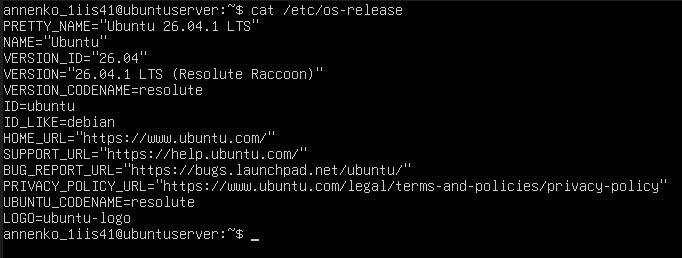 annenko_1iis41@ubuntuserver:~$ cat /etc/os-release
PRETTY_NAME="Ubuntu 26.04.1 LTS"
NAME="Ubuntu"
VERSION_ID="26.04"
VERSION="26.04.1 LTS (Resolute Raccoon)"
VERSION_CODENAME=resolute
ID=ubuntu
ID_LIKE=debian
HOME_URL="https://www.ubuntu.com/"
SUPPORT_URL="https://help.ubuntu.com/"
BUG_REPORT_URL="https://bugs.launchpad.net/ubuntu/"
PRIVACY_POLICY_URL="https://www.ubuntu.com/legal/terms-and-policies/privacy-policy"
UBUNTU_CODENAME=resolute
LOGO=ubuntu-logo
annenko_1iis41@ubuntuserver:~$ _